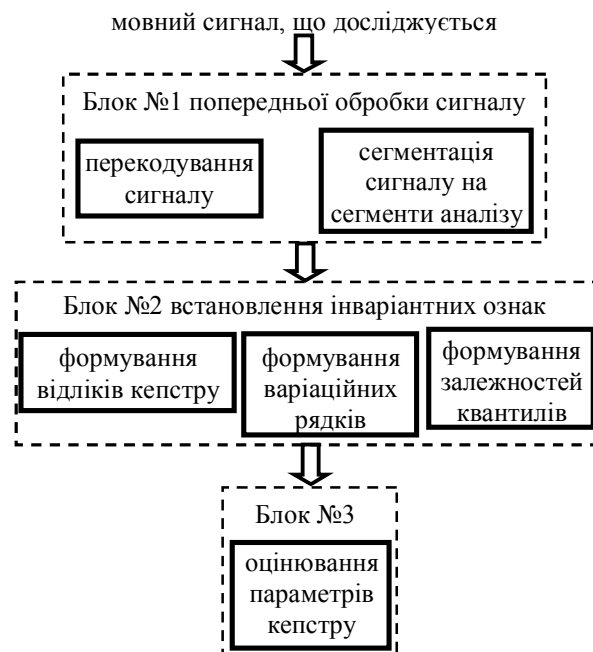 мовний сигнал, що досліджується
Блок №1 попередньої обробки сигналу
перекодування
сигналу
сегментація
сигналу на
сегменти аналізу
Блок №2 встановлення інваріантних ознак
формування
відліків кепстру
формування
варіаційних
рядків
формування
залежностей
квантилів
Блок №3
оцінювання
параметрів
кепстру